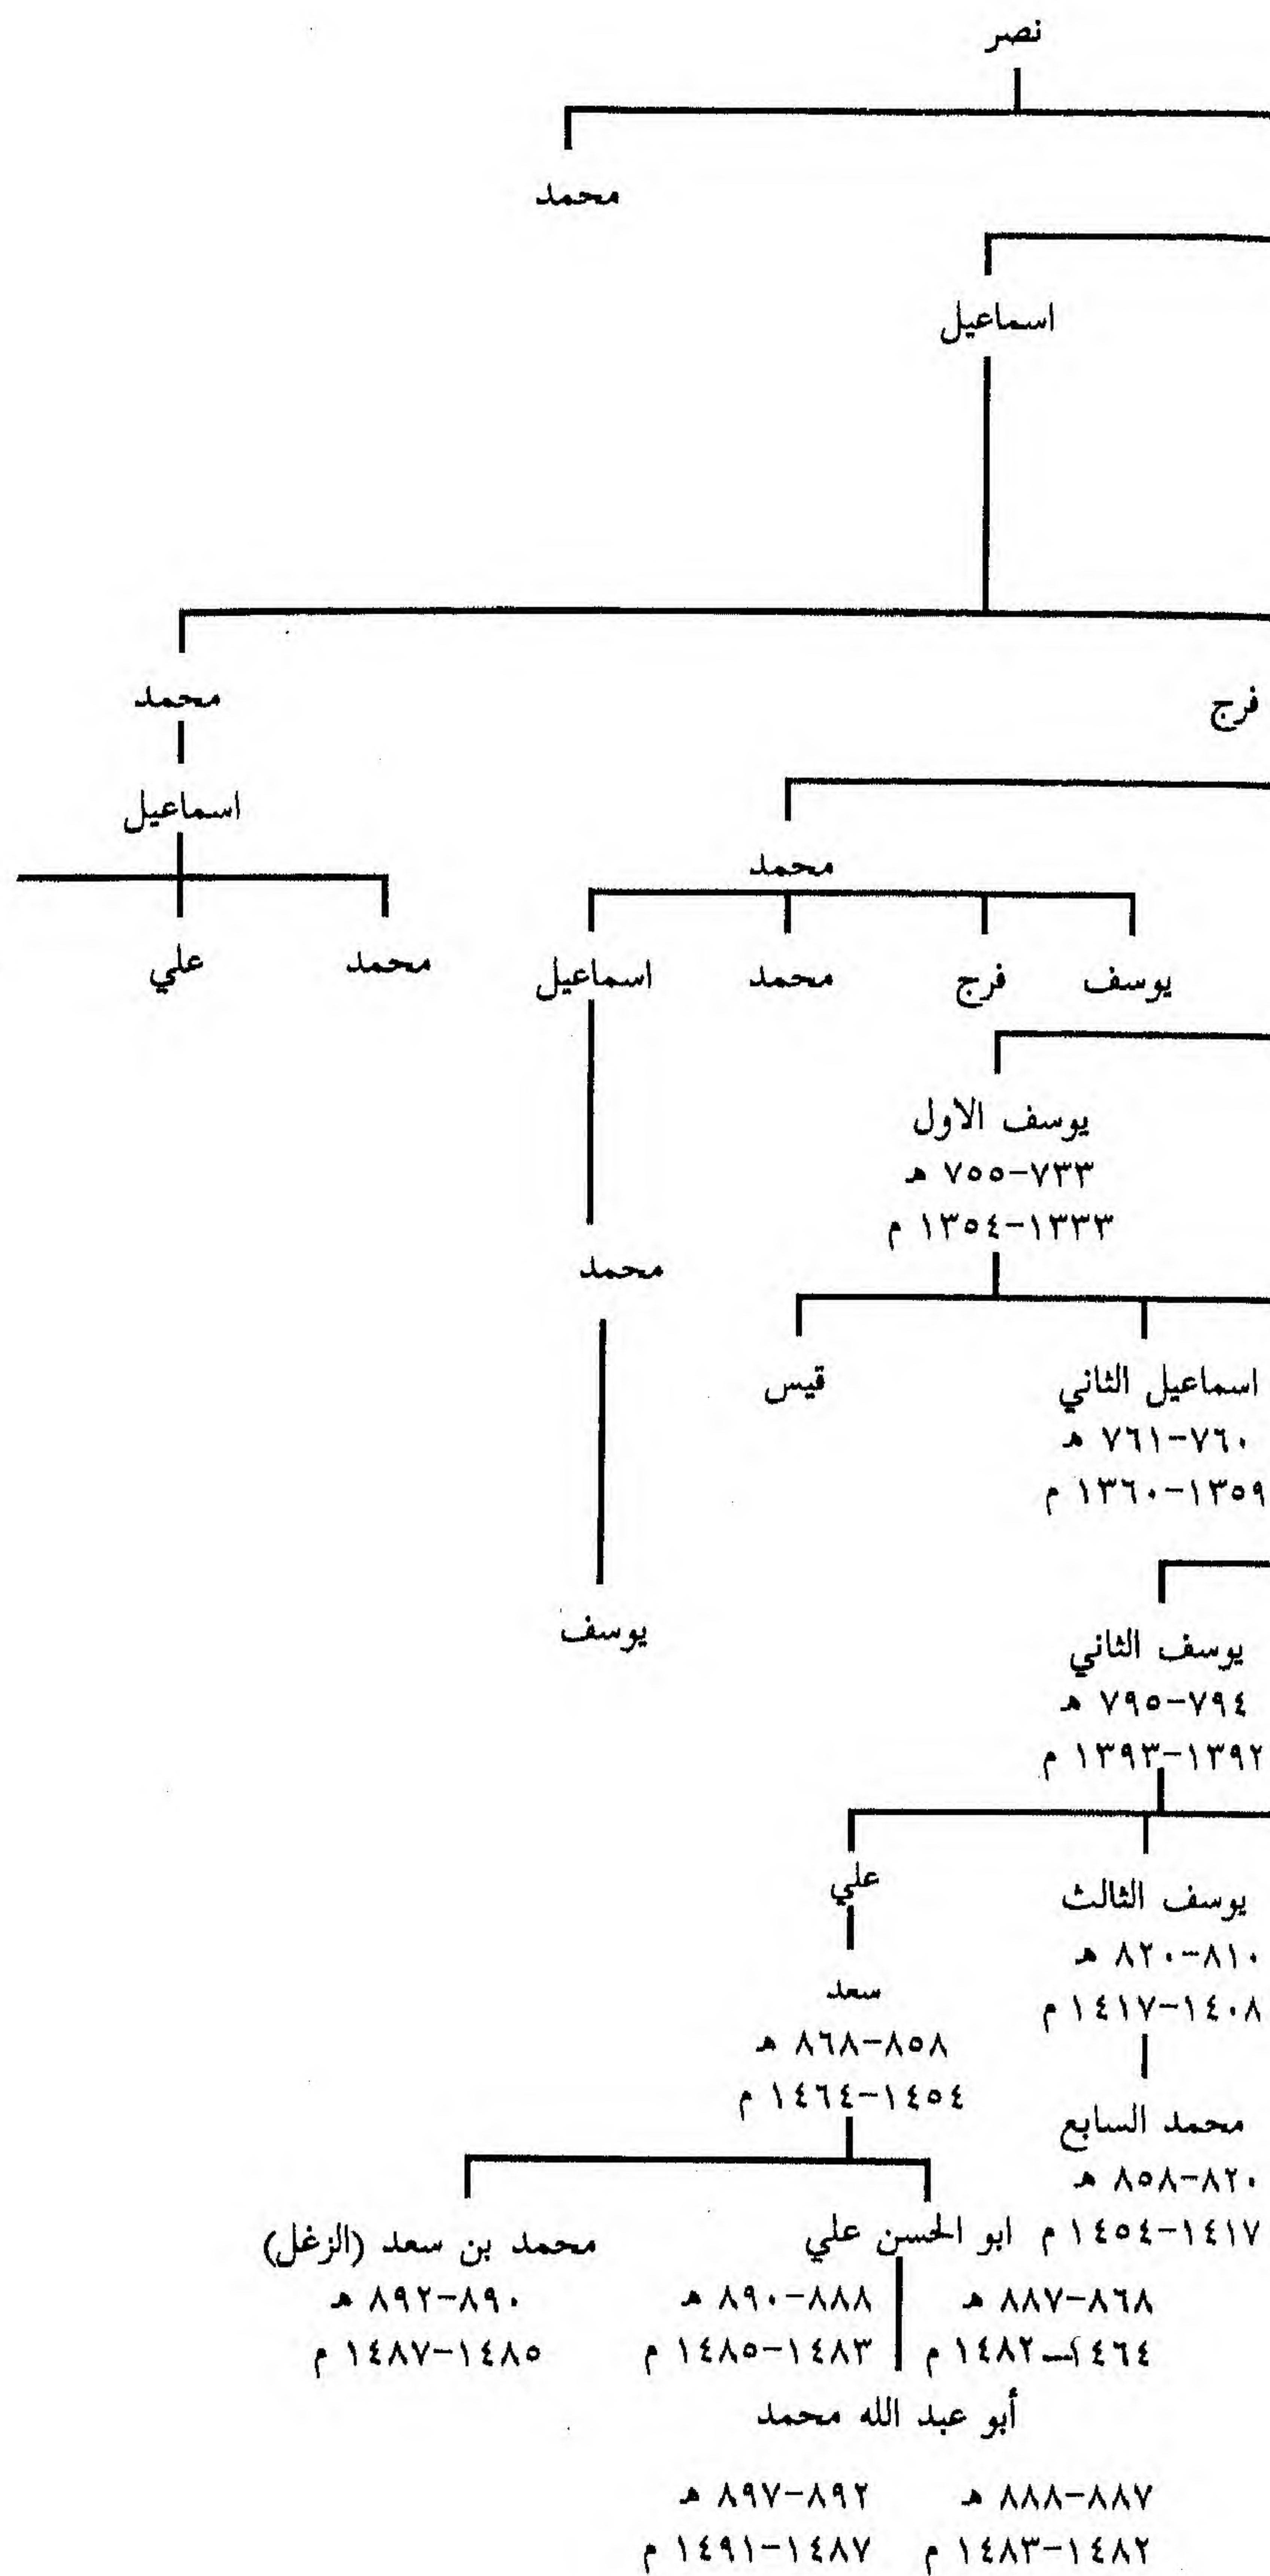 نصر
محمد
اسماعيل
محمد
فرج
اسماعيل
محمد
علي
محمد
اسماعيل
محمد
فرج
يوسف
يوسف الاول
٧٣٣-٧٥٥ هـ
١٣٣٣-١٣٥٤ م
محمد
قيس
اسماعيل الثاني
٧٦٠-٧٦١ هـ
١٣٥٩-١٣٦٠ م
يوسف
يوسف الثاني
٧٩٤-٧٩٥ هـ
١٣٩٢-١٣٩٣ م
علي
يوسف الثالث
٨١٠-٨٢٠ هـ
١٤٠٨-١٤١٧ م
سعد
٨٥٨-٨٦٨ هـ
١٤٥٤-١٤٦٤ م
محمد السابع
٨٢٠-٨٥٨ هـ
١٤١٧-١٤٥٤ م
ابو الحسن علي
٨٦٨-٨٨٧ هـ
١٤٦٤-١٤٨٢ م
٨٨٨-٨٩٠ هـ
١٤٨٣-١٤٨٥ م
محمد بن سعد (الزغل)
٨٩٠-٨٩٢ هـ
١٤٨٥-١٤٨٧ م
أبو عبد الله محمد
٨٨٧-٨٨٨ هـ
١٤٨٢-١٤٨٣ م
٨٩٢-٨٩٧ هـ
١٤٨٧-١٤٩١ م